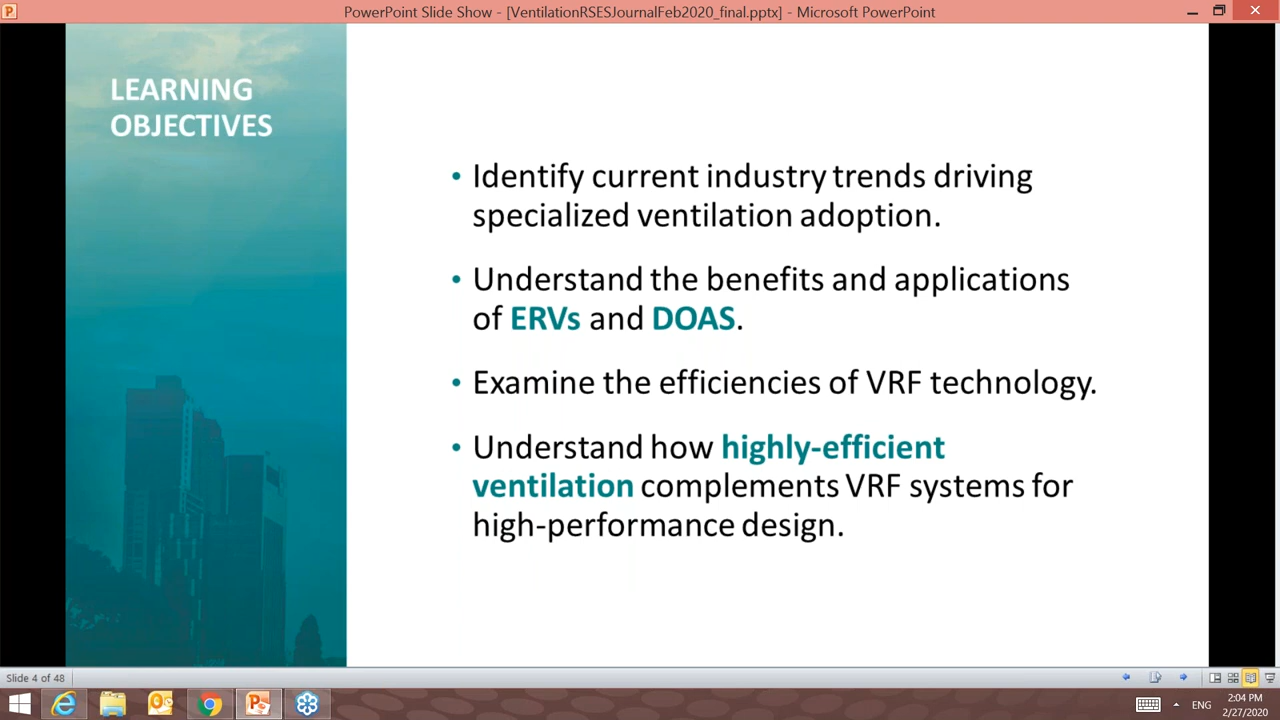 PowerPoint Slide Show - [VentilationRSESJournalFeb2020_final.pptx] - Microsoft PowerPoint
LEARNING
OBJECTIVES
• Identify current industry trends driving
specialized ventilation adoption.
• Understand the benefits and applications
of ERVs and DOAS.
• Examine the efficiencies of VRF technology.
• Understand how highly-efficient
ventilation complements VRF systems for
high-performance design.
Slide 4 of 48
ENG
2:04 PM
2/27/2020